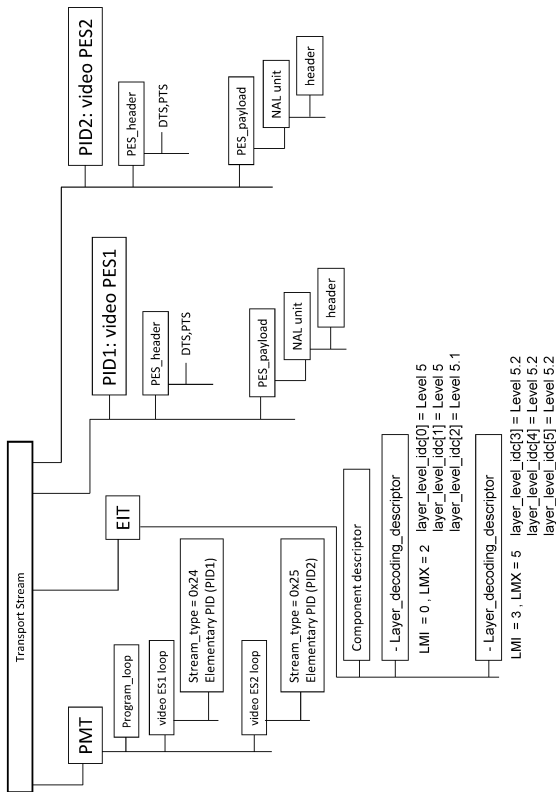 Transport Stream
PMT
Program_loop
video ES1 loop
Stream_type = 0x24
Elementary PID (PID1)
video ES2 loop
Stream_type = 0x25
Elementary PID (PID2)
EIT
Component descriptor
- Layer_decoding_descriptor
LMI = 0 , LMX = 2 layer_level_idc[0] = Level 5
layer_level_idc[1] = Level 5
layer_level_idc[2] = Level 5.1
- Layer_decoding_descriptor
LMI = 3 , LMX = 5 layer_level_idc[3] = Level 5.2
layer_level_idc[4] = Level 5.2
layer_level_idc[5] = Level 5.2
PID1: video PES1
PES_header
DTS,PTS
PES_payload
NAL unit
header
PID2: video PES2
PES_header
DTS,PTS
PES_payload
NAL unit
header